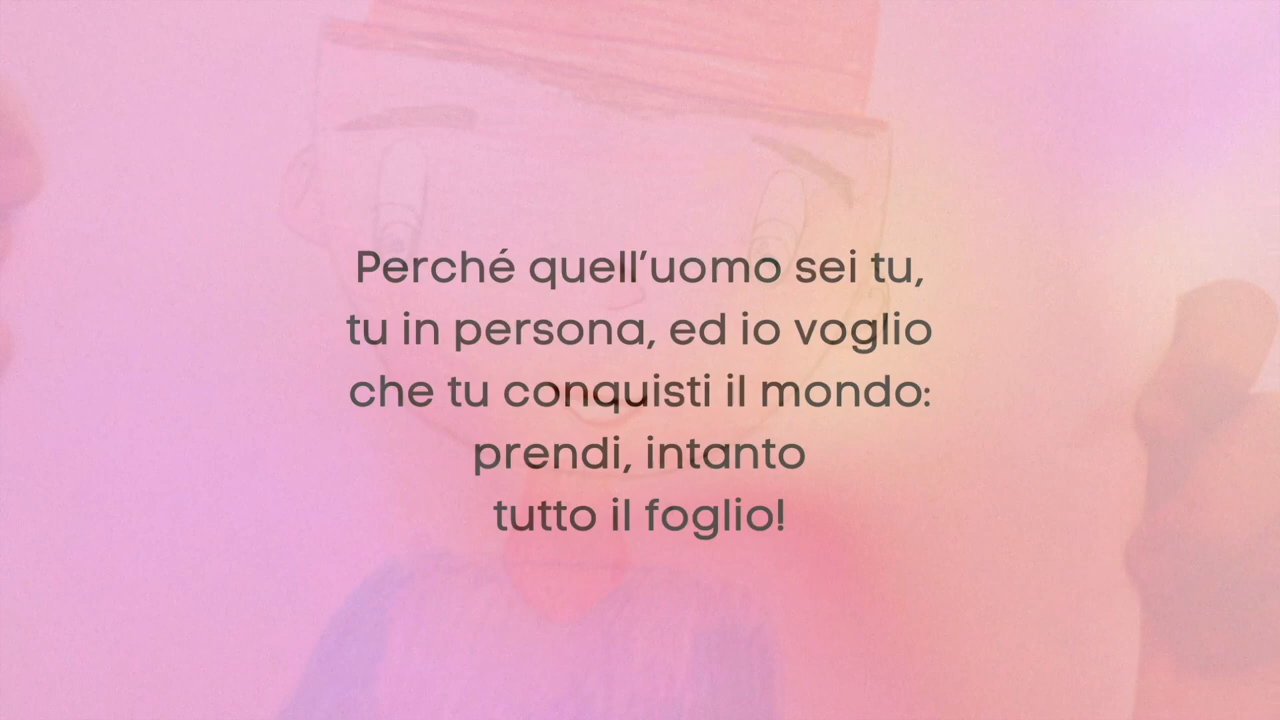 Perché quell’uomo sei tu,
tu in persona, ed io voglio
che tu conquisti il mondo:
prendi, intanto
tutto il foglio!